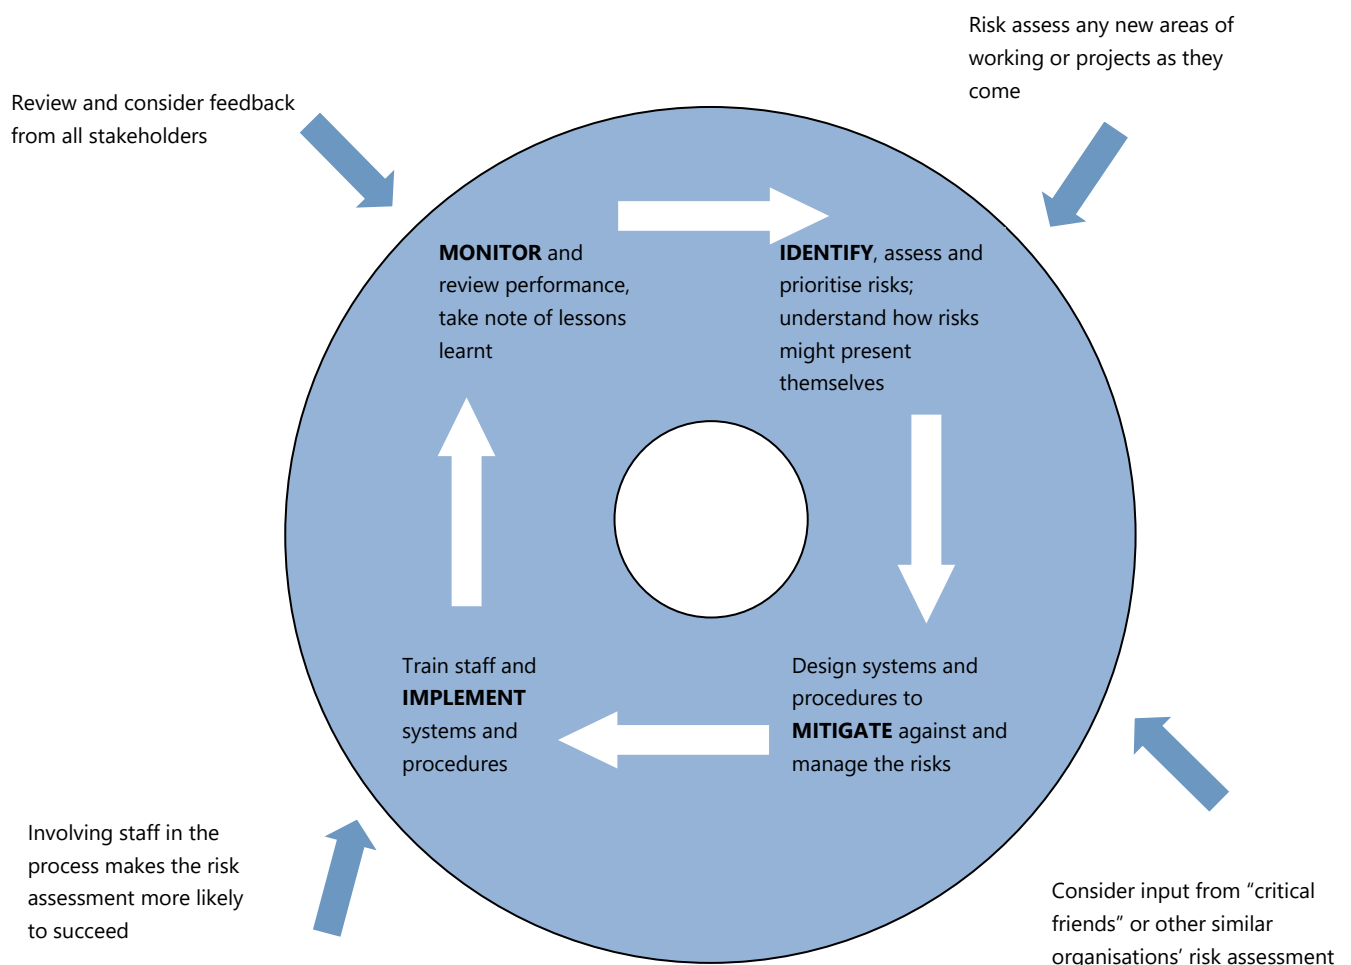 Risk assess any new areas of
working or projects as they
come
Review and consider feedback
from all stakeholders
MONITOR and
review performance,
take note of lessons
learnt
IDENTIFY, assess and
prioritise risks;
understand how risks
might present
themselves
Train staff and
IMPLEMENT
systems and
procedures
Design systems and
procedures to
MITIGATE against and
manage the risks
Involving staff in the
process makes the risk
assessment more likely
to succeed
Consider input from “critical
friends” or other similar
organisations’ risk assessment